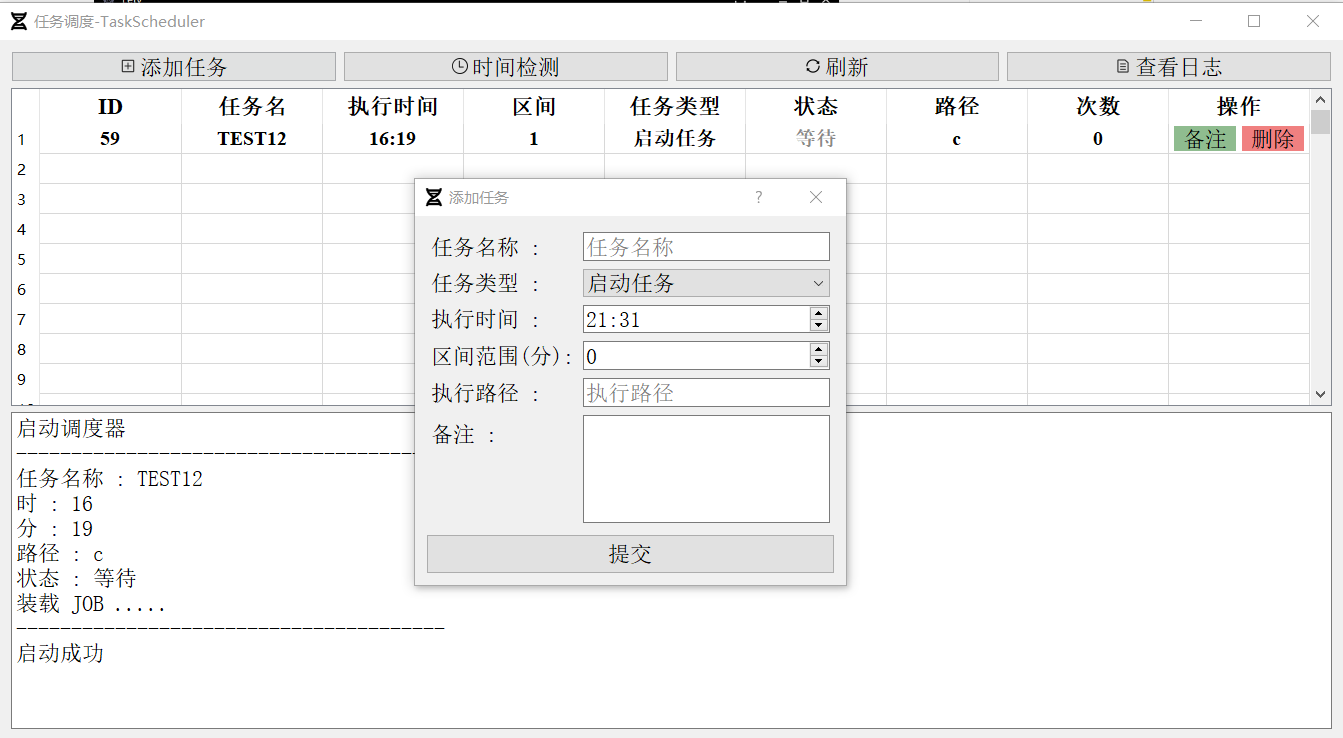 任务调度-TaskScheduler
添加任务 时间检测 刷新 查看日志
ID 任务名 执行时间 区间 任务类型 状态 路径 次数 操作
1 59 TEST12 16:19 1 启动任务 等待 c 0 备注 删除
2
3
4
5
6
7
8
9
添加任务 ?
任务名称 : 任务名称
任务类型 : 启动任务
执行时间 : 21:31
区间范围(分): 0
执行路径 : 执行路径
备注 :
提交
启动调度器
----------------------------------------
任务名称 : TEST12
时 : 16
分 : 19
路径 : c
状态 : 等待
装载 JOB .....
----------------------------------------
启动成功